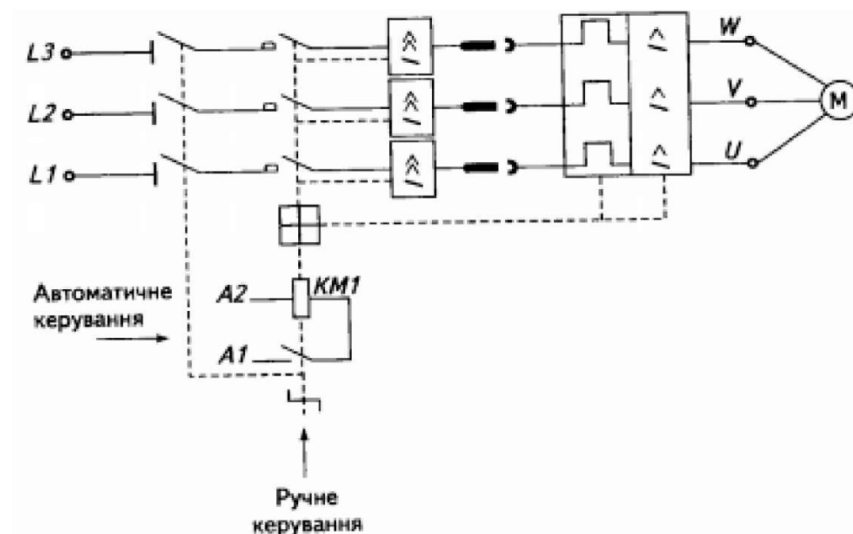 L3
W
L2
V
M
L1
U
A2
KM1
Автоматичне
керування
A1
Ручне
керування